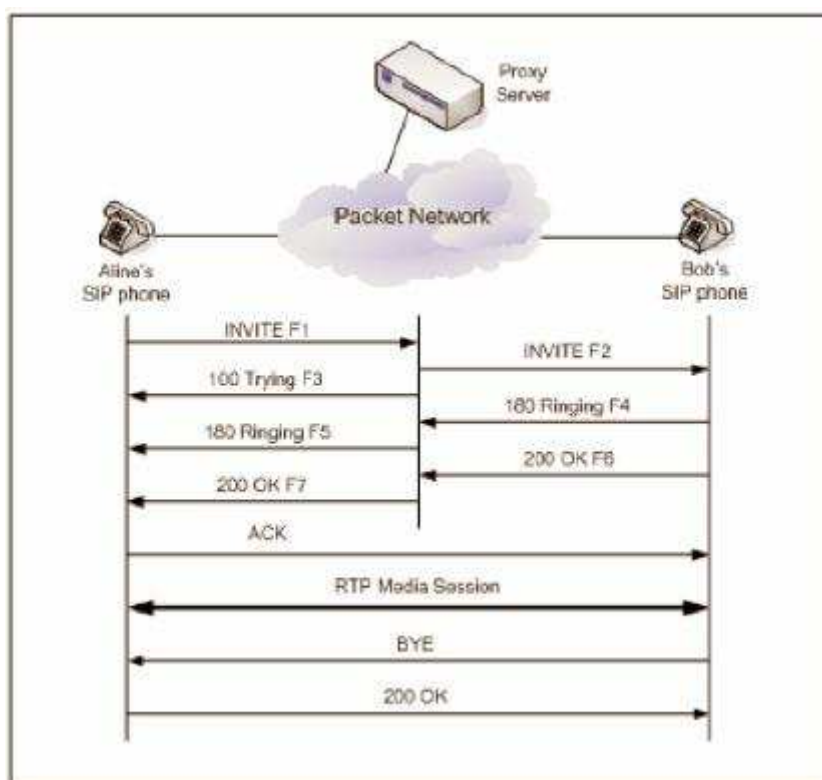 Proxy
Server
Packet Network
Aline's
SIP phone
Bob's
SIP phone
INVITE F1
INVITE F2
100 Trying F3
180 Ringing F4
180 Ringing F5
200 OK F6
200 OK F7
ACK
RTP Media Session
BYE
200 OK